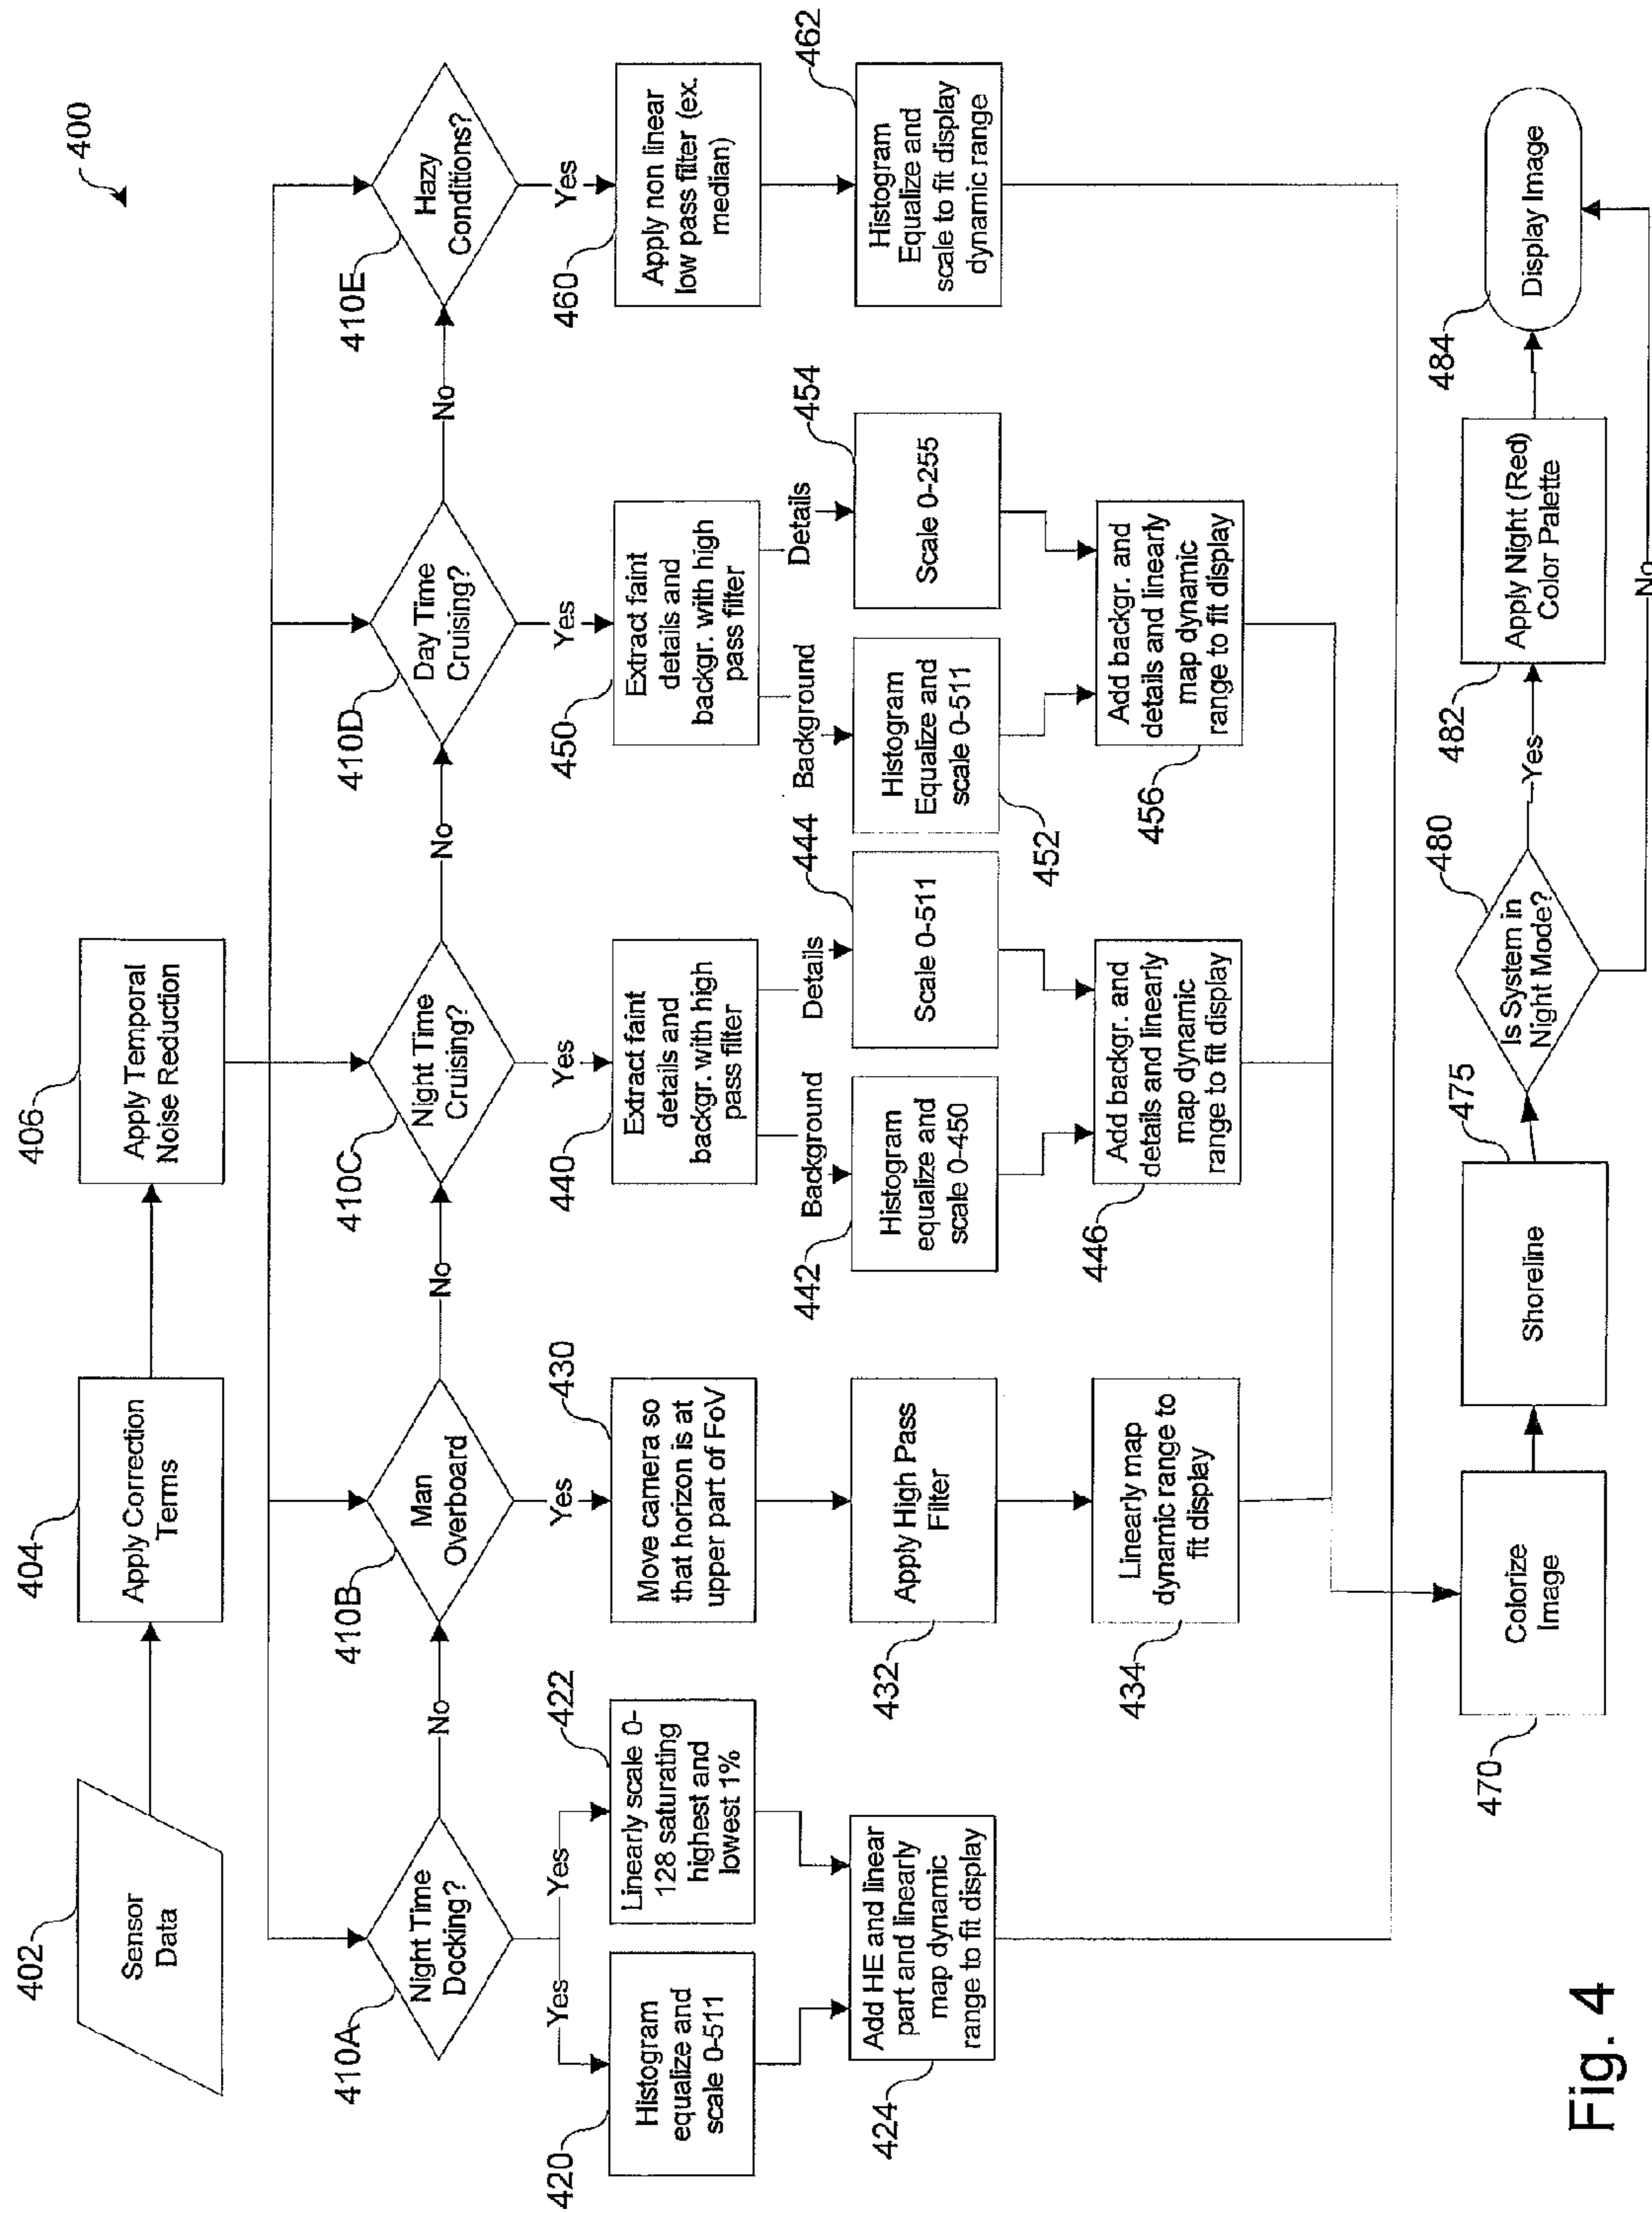 400
402
Sensor
Data
404
Apply Correction
Terms
406
Apply Temporal
Noise Reduction
410A
Night Time
Docking?
No
410B
Man
Overboard
No
410C
Night Time
Cruising?
No
410D
Day Time
Cruising?
No
410E
Hazy
Conditions?
Yes
Yes
Yes
Yes
Yes
Yes
420
Histogram
equalize and
scale 0-511
422
Linearly scale 0-
128 saturating
highest and
lowest 1%
424
Add HE and linear
part and linearly
map dynamic
range to fit display
430
Move camera so
that horizon is at
upper part of FoV
432
Apply High Pass
Filter
434
Linearly map
dynamic range to
fit display
440
Extract faint
details and
backgr. with high
pass filter
Background
Details
442
Histogram
equalize and
scale 0-450
444
Scale 0-511
446
Add backgr. and
details and linearly
map dynamic
range to fit display
450
Extract faint
details and
backgr. with high
pass filter
Background
Details
452
Histogram
Equalize and
scale 0-511
454
Scale 0-255
456
Add backgr. and
details and linearly
map dynamic
range to fit display
460
Apply non linear
low pass filter (ex.
median)
462
Histogram
Equalize and
scale to fit display
dynamic range
470
Colorize
Image
475
Shoreline
480
Is System in
Night Mode?
Yes
No
482
Apply Night (Red)
Color Palette
484
Display Image
Fig. 4